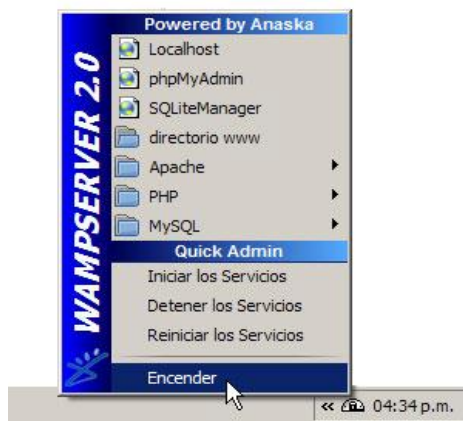 Powered by Anaska
Localhost
phpMyAdmin
SQLiteManager
directorio www
Apache
PHP
MySQL
Quick Admin
Iniciar los Servicios
Detener los Servicios
Reiniciar los Servicios
Encender
WAMPSERVER 2.0
« 04:34 p.m.